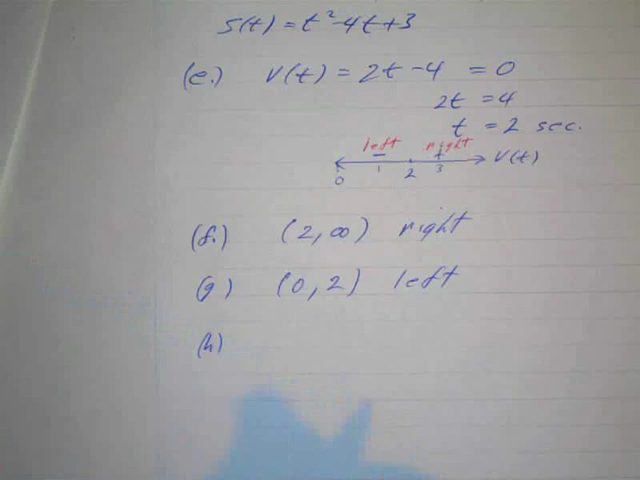 s(t) = t² - 4t + 3
(e.) v(t) = 2t - 4 = 0
2t = 4
t = 2 sec.
left right
- +
v(t)
0 1 2 3
(f.) (2, ∞) right
(g) (0, 2) left
(h)